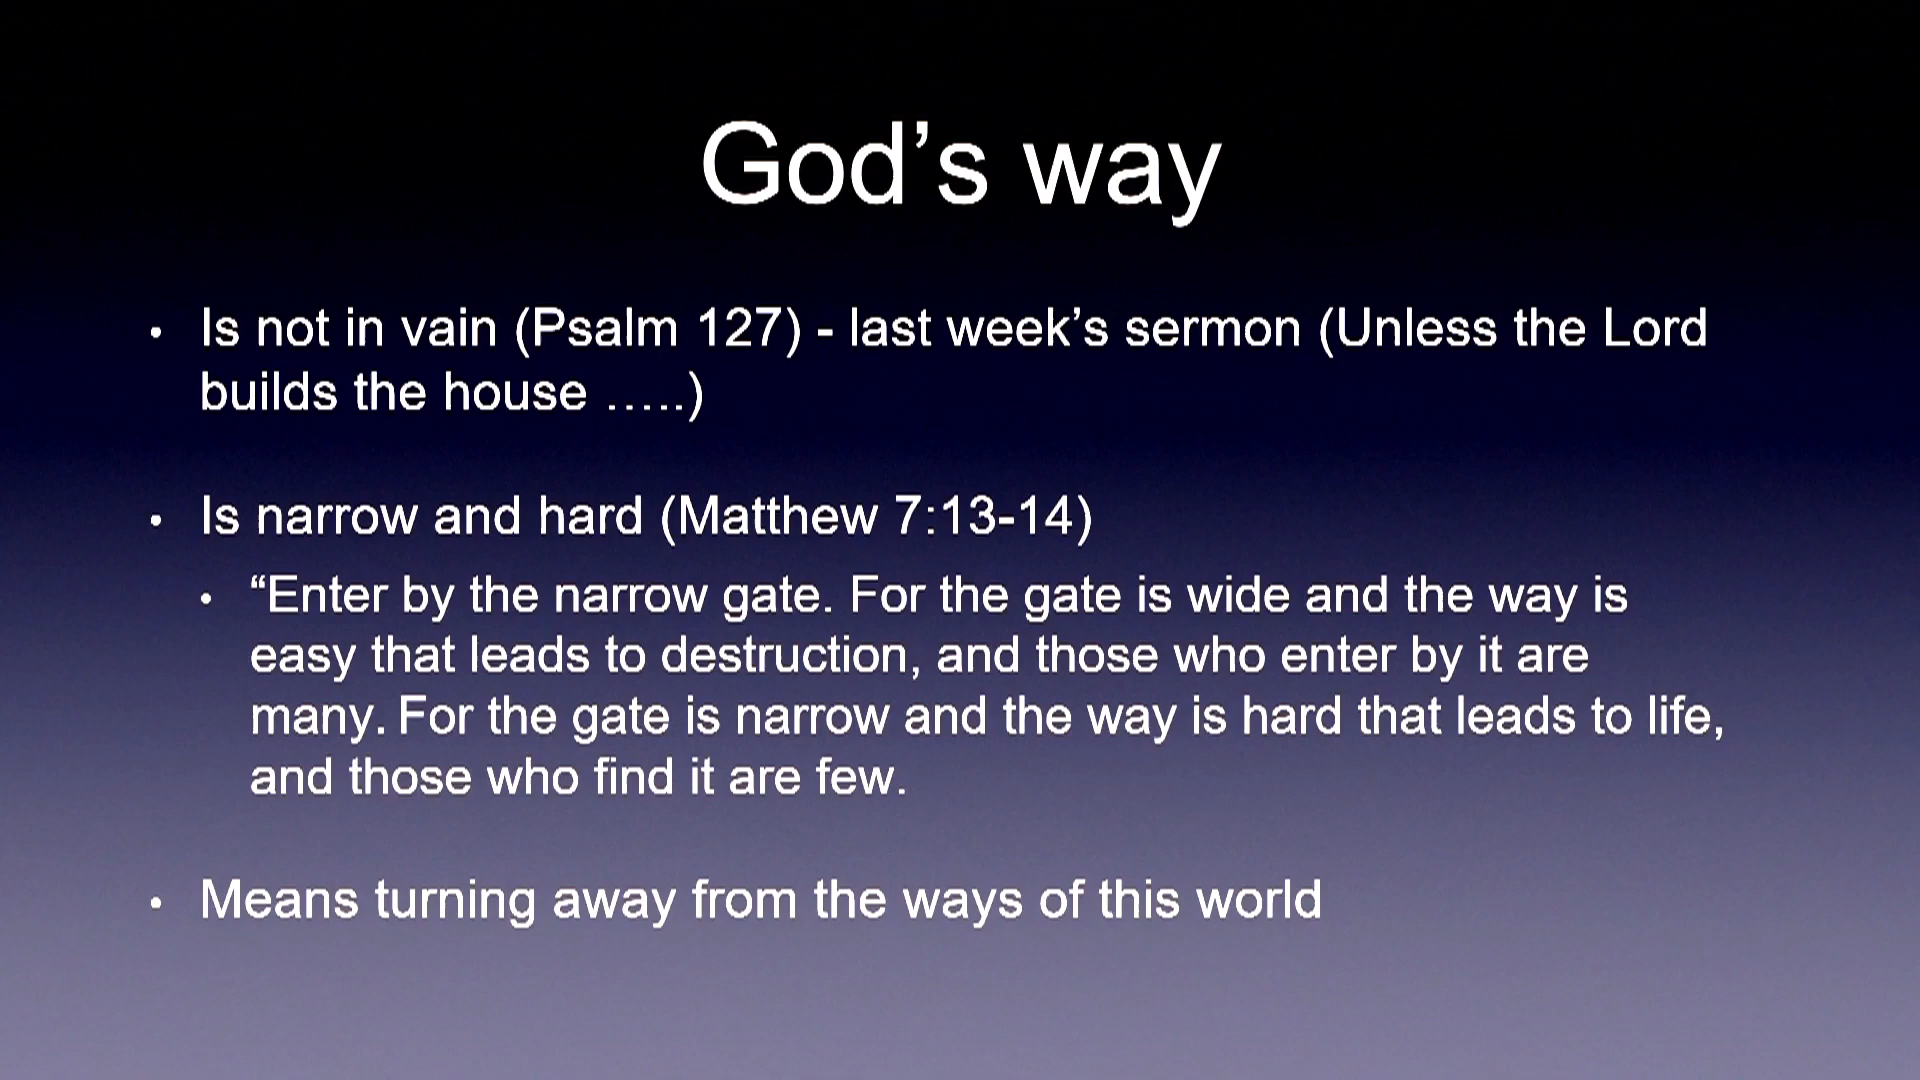 God’s way
• Is not in vain (Psalm 127) - last week’s sermon (Unless the Lord
builds the house …..)
• Is narrow and hard (Matthew 7:13-14)
• “Enter by the narrow gate. For the gate is wide and the way is
easy that leads to destruction, and those who enter by it are
many. For the gate is narrow and the way is hard that leads to life,
and those who find it are few.
• Means turning away from the ways of this world